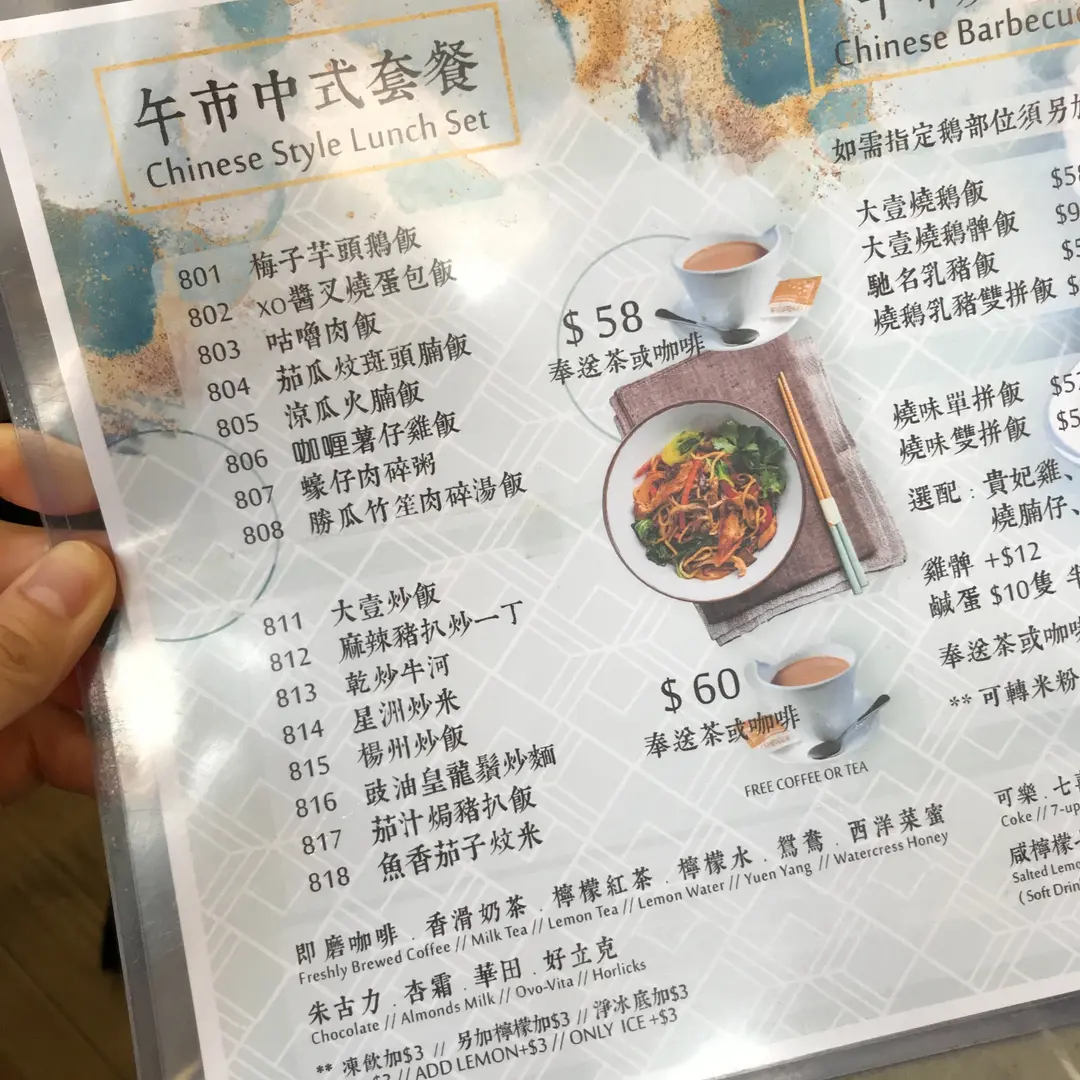 午市中式套餐
Chinese Style Lunch Set
801 梅子芋頭鵝飯
802 XO醬叉燒蛋包飯
803 咕嚕肉飯
804 茄瓜炆斑頭腩飯
805 涼瓜火腩飯
806 咖喱薯仔雞飯
807 蠔仔肉碎粥
808 勝瓜竹笙肉碎湯飯
$ 58
奉送茶或咖啡
811 大壹炒飯
812 麻辣豬扒炒一丁
813 乾炒牛河
814 星洲炒米
815 楊州炒飯
816 豉油皇龍鬚炒麵
817 茄汁焗豬扒飯
818 魚香茄子炆米
$ 60
奉送茶或咖啡
FREE COFFEE OR TEA
即磨咖啡 . 香滑奶茶 . 檸檬紅茶 . 檸檬水 . 鴛鴦 . 西洋菜蜜
Freshly Brewed Coffee // Milk Tea // Lemon Tea // Lemon Water // Yuen Yang // Watercress Honey
朱古力 . 杏霜 . 華田 . 好立克
Chocolate // Almonds Milk // Ovo-Vita // Horlicks
** 凍飲加$3 // 另加檸檬加$3 // 淨冰底加$3
$3 // ADD LEMON+$3 // ONLY ICE +$3
Chinese Barbecue
如需指定鵝部位須另加
大壹燒鵝飯 $58
大壹燒鵝髀飯 $9
馳名乳豬飯 $5
燒鵝乳豬雙拼飯 $
燒味單拼飯 $5
燒味雙拼飯 $5
選配 : 貴妃雞、
燒腩仔、
雞髀 +$12
鹹蛋 $10隻
奉送茶或咖啡
** 可轉米粉
可樂 . 七
Coke // 7-up
咸檸檬
Salted Lemo
( Soft Drin